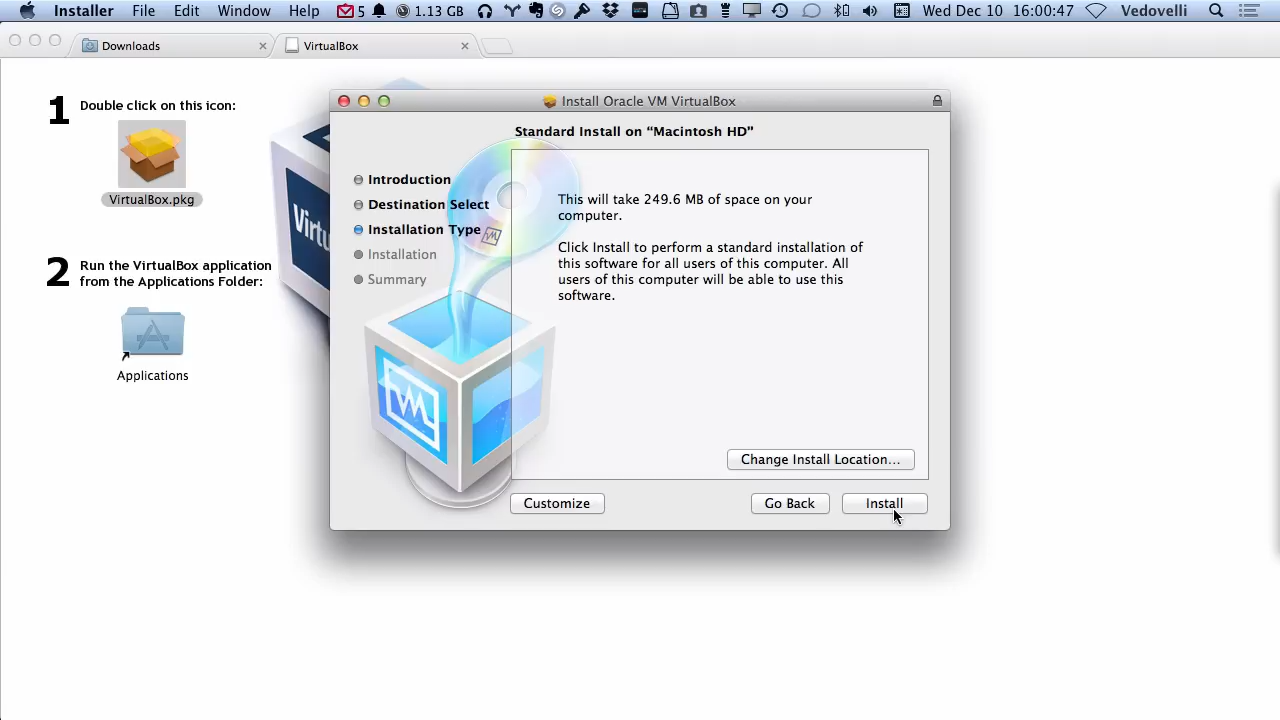 Installer File Edit Window Help 5 1.13 GB Wed Dec 10 16:00:47 Vedovelli
Downloads
VirtualBox
1 Double click on this icon:
VirtualBox.pkg
2 Run the VirtualBox application
from the Applications Folder:
Applications
Virtu
Install Oracle VM VirtualBox
Standard Install on “Macintosh HD”
Introduction
Destination Select
Installation Type
Installation
Summary
This will take 249.6 MB of space on your
computer.
Click Install to perform a standard installation of
this software for all users of this computer. All
users of this computer will be able to use this
software.
Change Install Location...
Customize
Go Back
Install